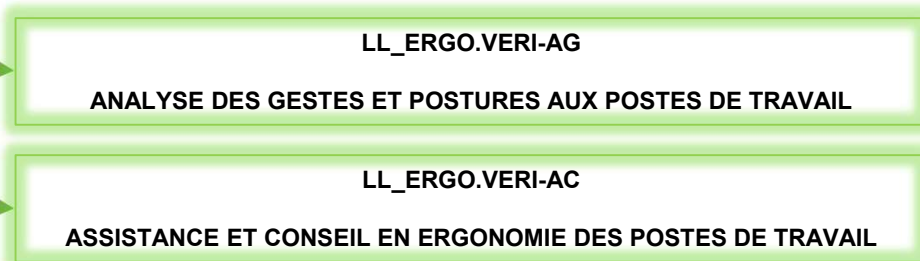 LL_ERGO.VERI-AG
ANALYSE DES GESTES ET POSTURES AUX POSTES DE TRAVAIL
LL_ERGO.VERI-AC
ASSISTANCE ET CONSEIL EN ERGONOMIE DES POSTES DE TRAVAIL